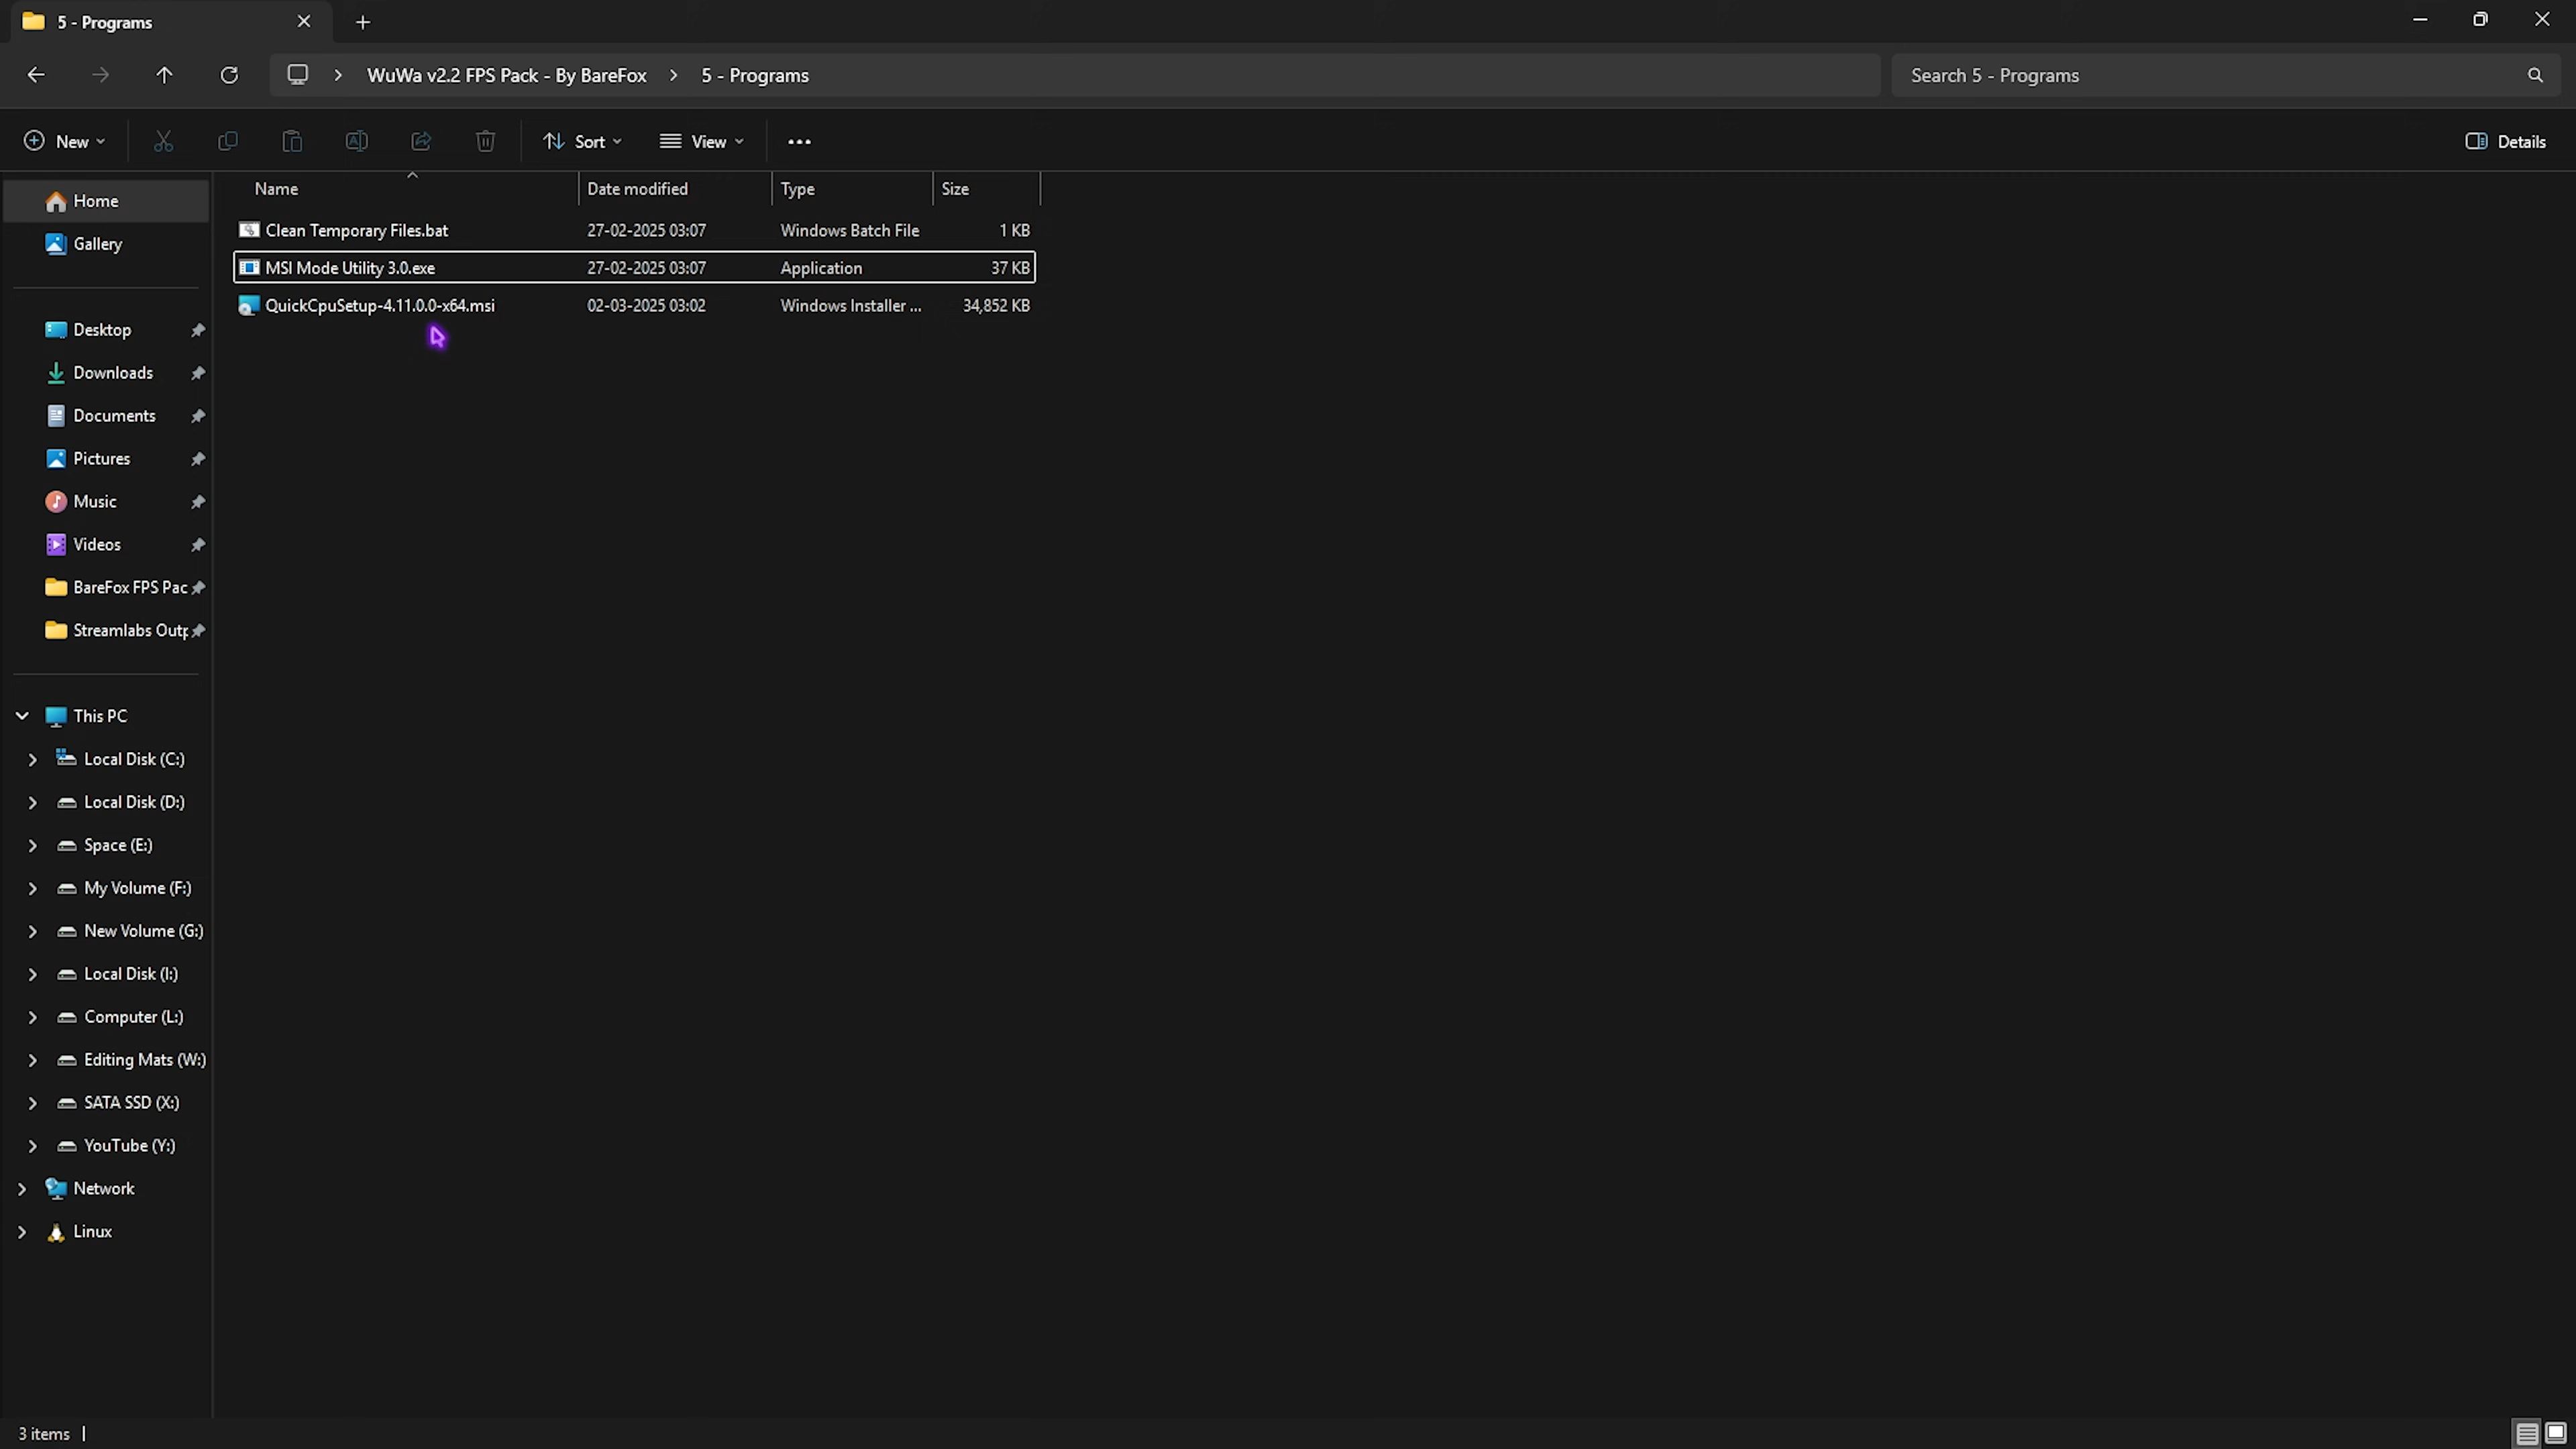 5 - Programs
WuWa v2.2 FPS Pack - By BareFox > 5 - Programs
Search 5 - Programs
New
Sort
View
Details
Name Date modified Type Size
Clean Temporary Files.bat 27-02-2025 03:07 Windows Batch File 1 KB
MSI Mode Utility 3.0.exe 27-02-2025 03:07 Application 37 KB
QuickCpuSetup-4.11.0.0-x64.msi 02-03-2025 03:02 Windows Installer ... 34,852 KB
Home
Gallery
Desktop
Downloads
Documents
Pictures
Music
Videos
BareFox FPS Pac
Streamlabs Outp
This PC
Local Disk (C:)
Local Disk (D:)
Space (E:)
My Volume (F:)
New Volume (G:)
Local Disk (I:)
Computer (L:)
Editing Mats (W:)
SATA SSD (X:)
YouTube (Y:)
Network
Linux
3 items